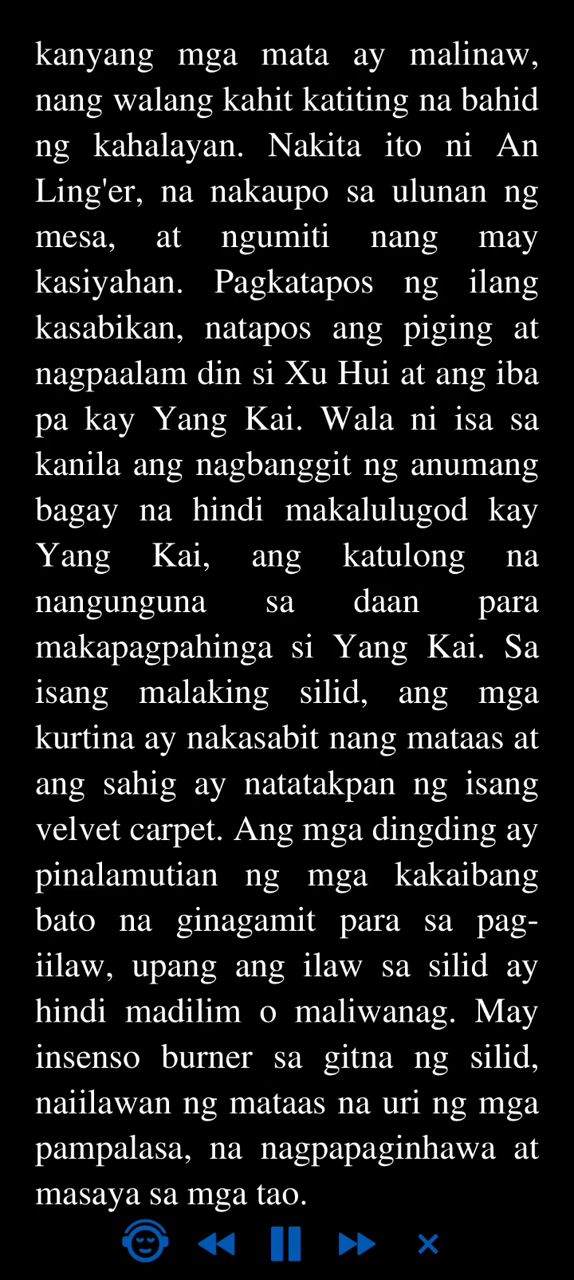 kanyang mga mata ay malinaw,
nang walang kahit katiting na bahid
ng kahalayan. Nakita ito ni An
Ling'er, na nakaupo sa ulunan ng
mesa, at ngumiti nang may
kasiyahan. Pagkatapos ng ilang
kasabikan, natapos ang piging at
nagpaalam din si Xu Hui at ang iba
pa kay Yang Kai. Wala ni isa sa
kanila ang nagbanggit ng anumang
bagay na hindi makalulugod kay
Yang Kai, ang katulong na
nangunguna sa daan para
makapagpahinga si Yang Kai. Sa
isang malaking silid, ang mga
kurtina ay nakasabit nang mataas at
ang sahig ay natatakpan ng isang
velvet carpet. Ang mga dingding ay
pinalamutian ng mga kakaibang
bato na ginagamit para sa pag-
iilaw, upang ang ilaw sa silid ay
hindi madilim o maliwanag. May
insenso burner sa gitna ng silid,
naiilawan ng mataas na uri ng mga
pampalasa, na nagpapaginhawa at
masaya sa mga tao.